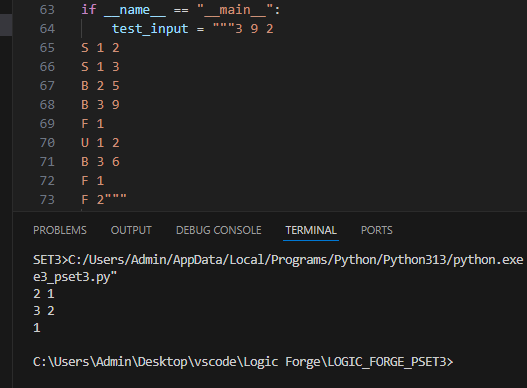 63 if __name__ == "__main__":
64 test_input = """3 9 2
65 S 1 2
66 S 1 3
67 B 2 5
68 B 3 9
69 F 1
70 U 1 2
71 B 3 6
72 F 1
73 F 2"""
PROBLEMS OUTPUT DEBUG CONSOLE TERMINAL PORTS
SET3>C:/Users/Admin/AppData/Local/Programs/Python/Python313/python.exe
e3_pset3.py"
2 1
3 2
1
C:\Users\Admin\Desktop\vscode\Logic Forge\LOGIC_FORGE_PSET3>